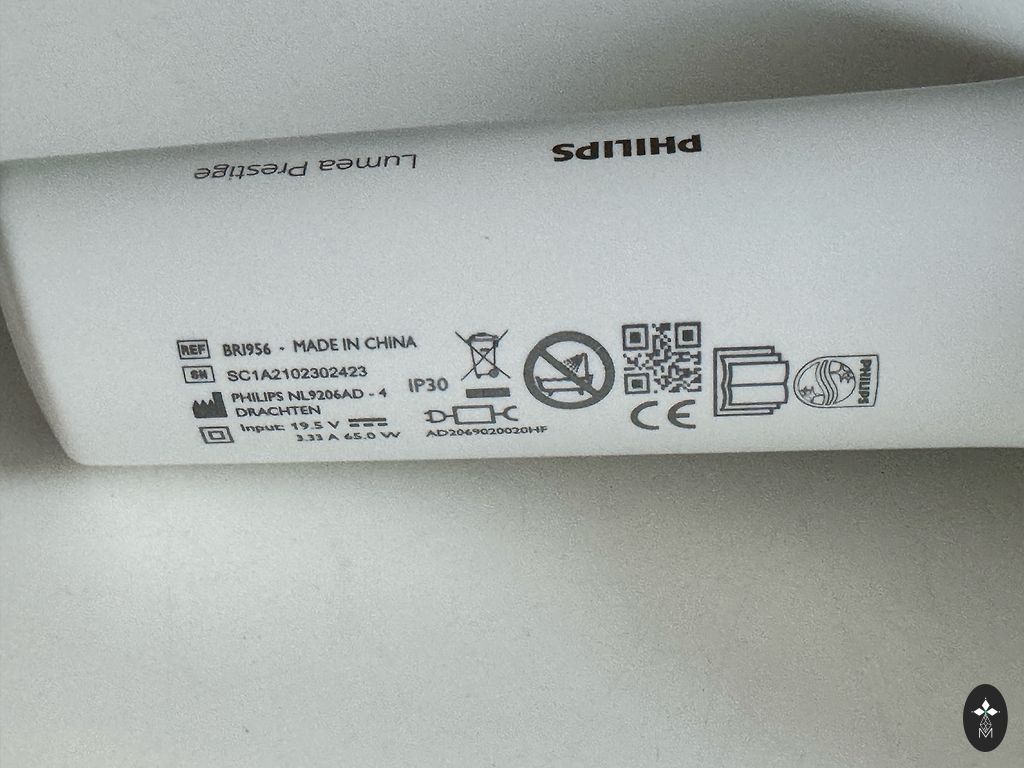 PHILIPS
Lumea Prestige
REF BRI956 - MADE IN CHINA
SN SC1A2102302423
PHILIPS NL9206AD - 4
DRACHTEN
Input: 19.5 V
3.33 A 65.0 W
IP30
AD2069020020HF
CE
PHILIPS
M